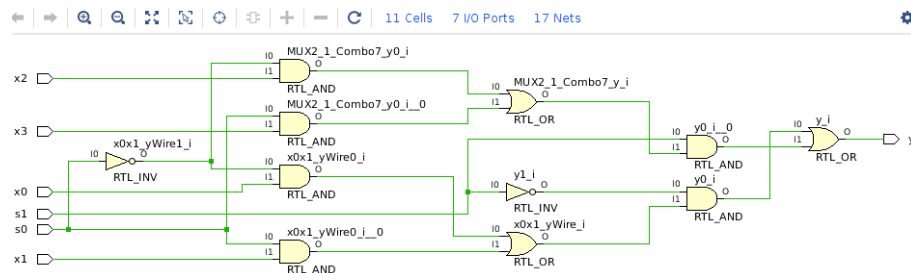 11 Cells 7 I/O Ports 17 Nets
MUX2_1_Combo7_y0_i
I0
I1
O
RTL_AND
x2
MUX2_1_Combo7_y_i
I0
I1
O
RTL_OR
MUX2_1_Combo7_y0_i__0
I0
I1
O
RTL_AND
x3
y_i
I0
I1
O
RTL_OR
y
y0_i__0
I0
I1
O
RTL_AND
x0x1_yWire1_i
I0
O
RTL_INV
x0x1_yWire0_i
I0
I1
O
RTL_AND
y1_i
I0
O
RTL_INV
y0_i
I0
I1
O
RTL_AND
x0
s1
s0
x0x1_yWire0_i__0
I0
I1
O
RTL_AND
x0x1_yWire_i
I0
I1
O
RTL_OR
x1